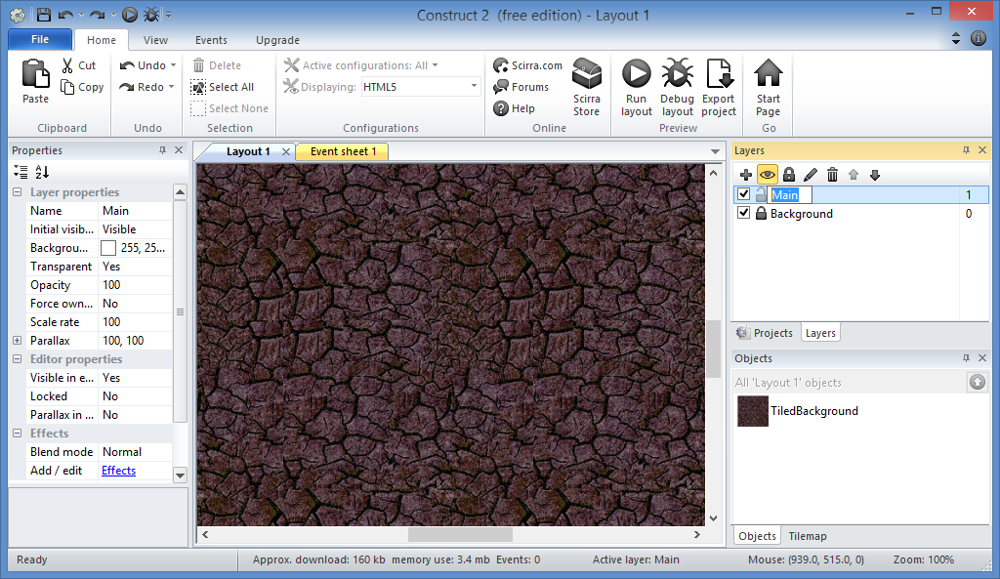 Construct 2 (free edition) - Layout 1
File Home View Events Upgrade
Paste Cut Copy Clipboard
Undo Redo Undo
Delete Select All Select None Selection
Active configurations: All
Displaying: HTML5
Configurations
Scirra.com Forums Help Scirra Store Online
Run layout Debug layout Export project Preview
Start Page Go
Properties
Layer properties
Name Main
Initial visib... Visible
Backgrou... 255, 25...
Transparent Yes
Opacity 100
Force own... No
Scale rate 100
Parallax 100, 100
Editor properties
Visible in e... Yes
Locked No
Parallax in ... No
Effects
Blend mode Normal
Add / edit Effects
Layout 1 Event sheet 1
Layers
Main 1
Background 0
Projects Layers
Objects
All 'Layout 1' objects
TiledBackground
Objects Tilemap
Ready Approx. download: 160 kb memory use: 3.4 mb Events: 0 Active layer: Main Mouse: (939.0, 515.0, 0) Zoom: 100%